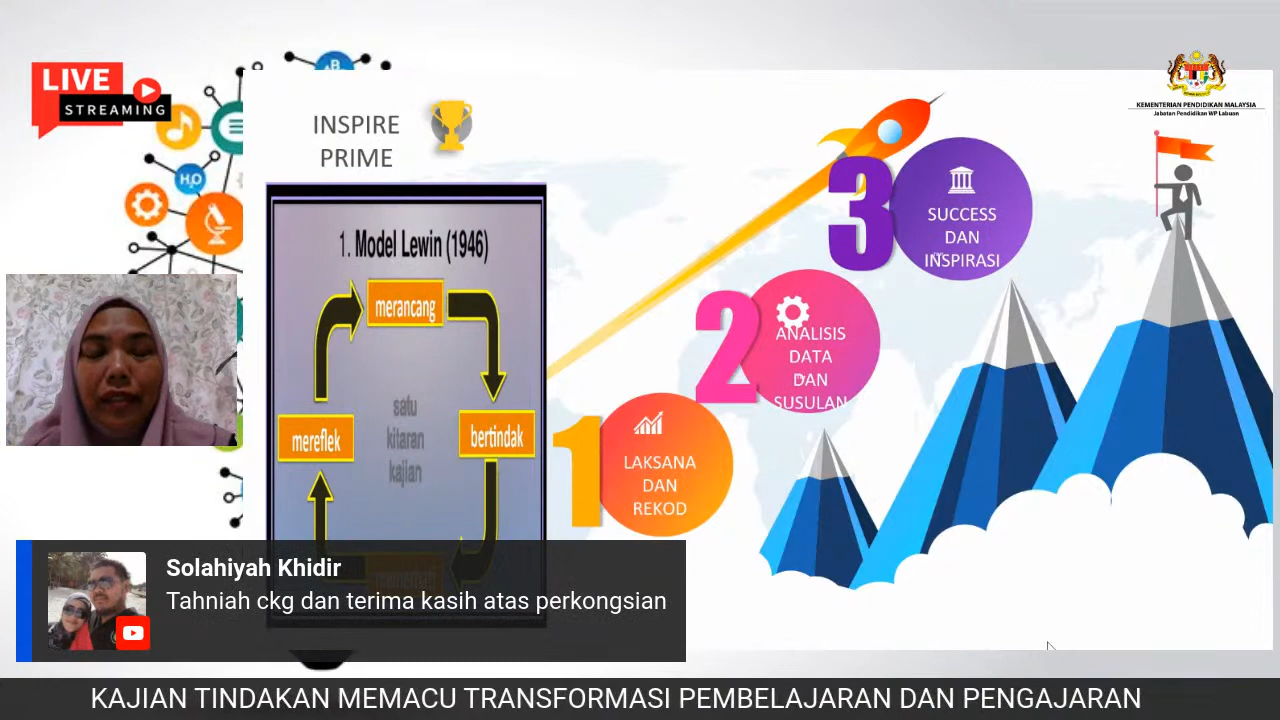 LIVE
STREAMING
B
H₂O
KEMENTERIAN PENDIDIKAN MALAYSIA
Jabatan Pendidikan WP Labuan
INSPIRE
PRIME
1. Model Lewin (1946)
merancang
bertindak
mereflek
satu
kitaran
kajian
1
LAKSANA
DAN
REKOD
2
ANALISIS
DATA
DAN
SUSULAN
3
SUCCESS
DAN
INSPIRASI
Solahiyah Khidir
Tahniah ckg dan terima kasih atas perkongsian
KAJIAN TINDAKAN MEMACU TRANSFORMASI PEMBELAJARAN DAN PENGAJARAN